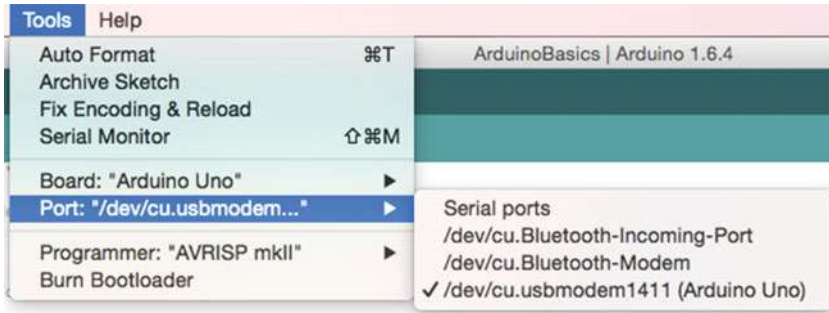 Tools Help
Auto Format ⌘T
ArduinoBasics | Arduino 1.6.4
Archive Sketch
Fix Encoding & Reload
Serial Monitor ⇧⌘M
Board: "Arduino Uno" ▶
Port: "/dev/cu.usbmodem..." ▶
Serial ports
/dev/cu.Bluetooth-Incoming-Port
/dev/cu.Bluetooth-Modem
✓ /dev/cu.usbmodem1411 (Arduino Uno)
Programmer: "AVRISP mkII" ▶
Burn Bootloader